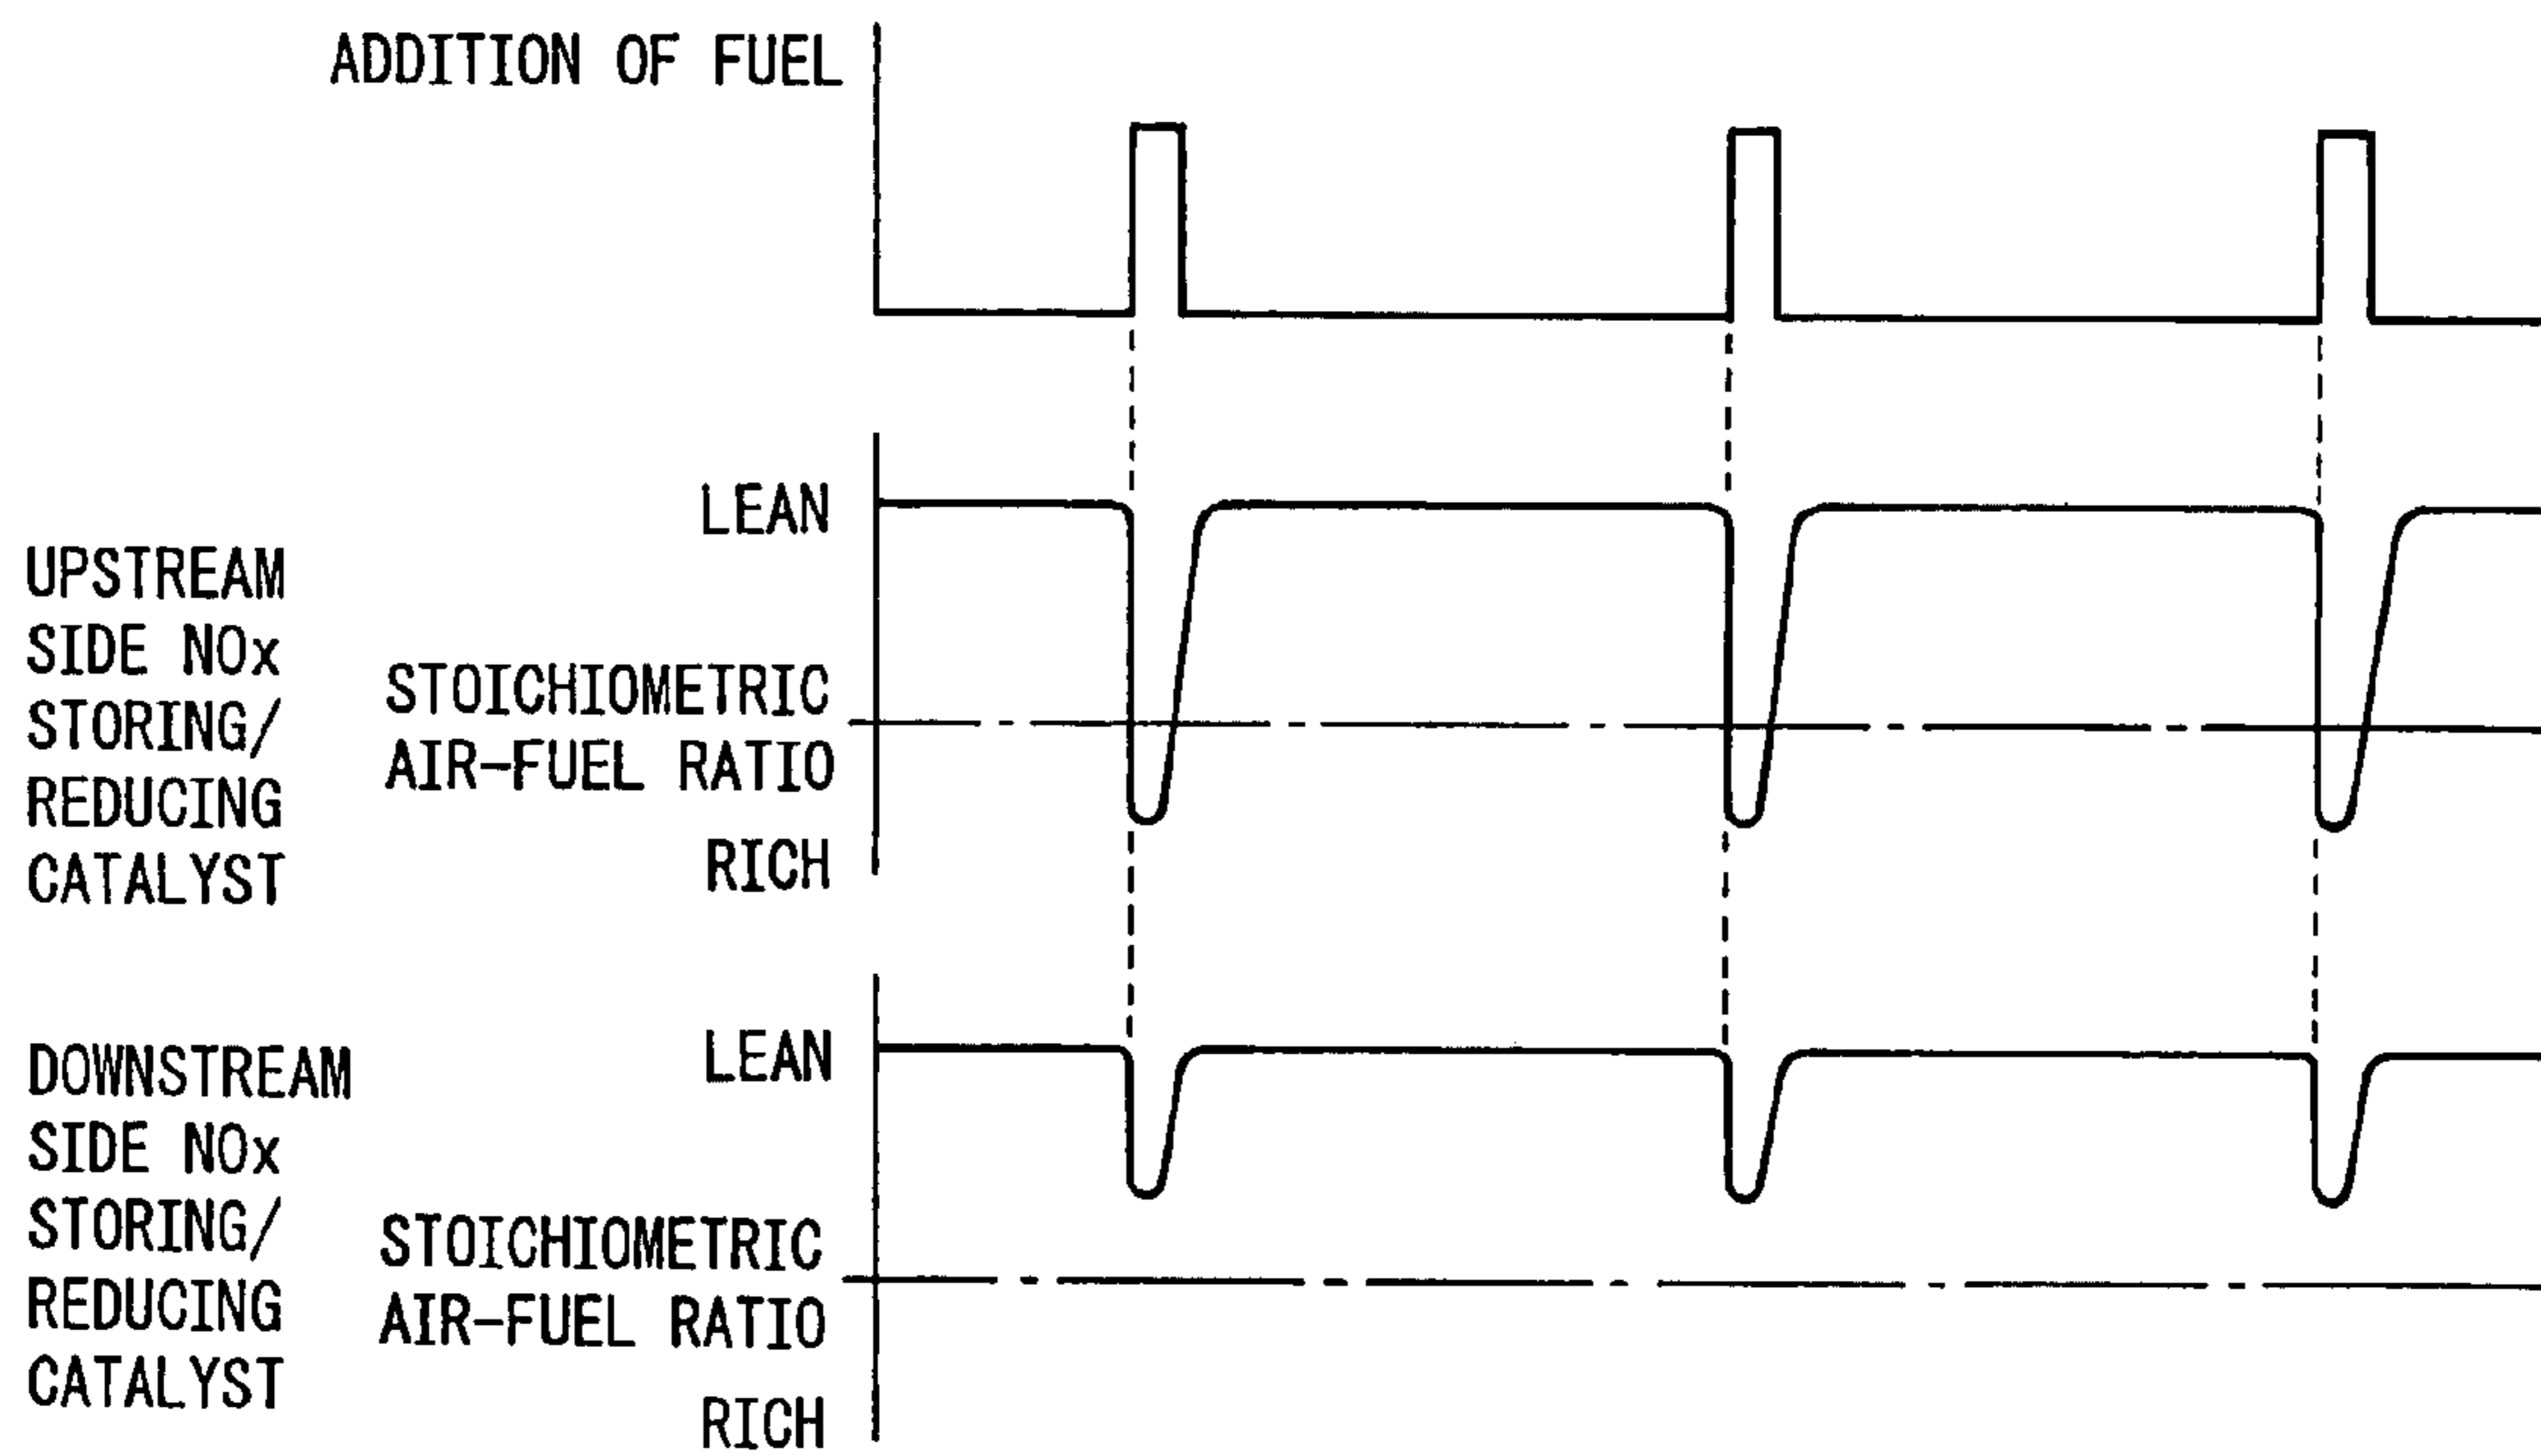 ADDITION OF FUEL
LEAN
UPSTREAM
SIDE NOx
STORING/
REDUCING
CATALYST
STOICHIOMETRIC
AIR-FUEL RATIO
RICH
LEAN
DOWNSTREAM
SIDE NOx
STORING/
REDUCING
CATALYST
STOICHIOMETRIC
AIR-FUEL RATIO
RICH